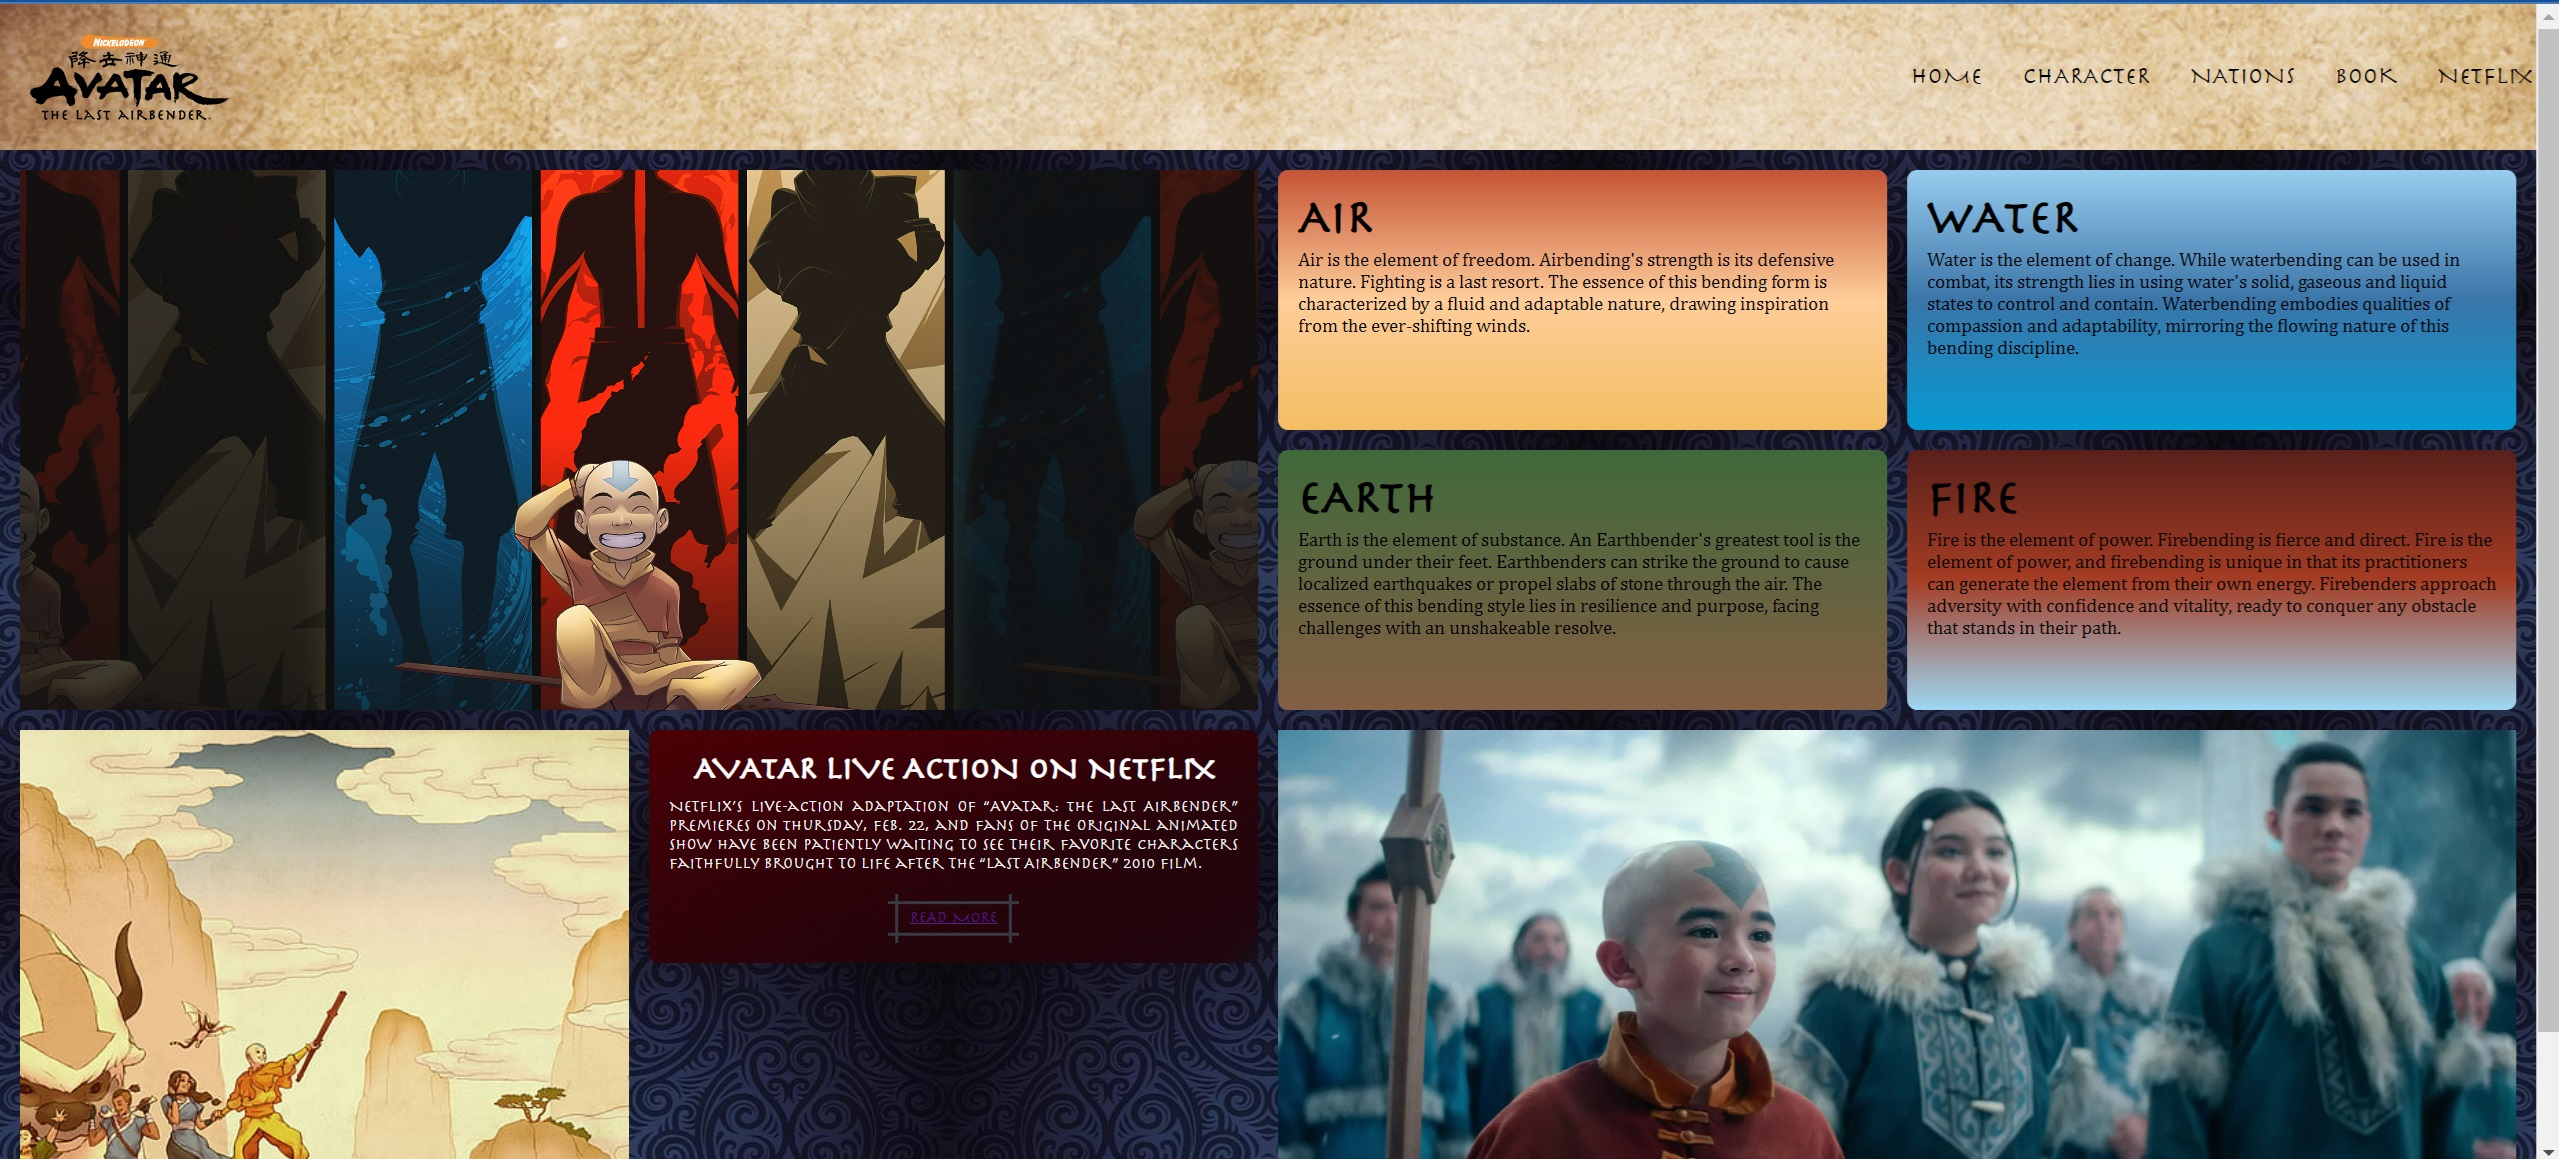 NICKELODEON
降去神通
AVATAR
THE LAST AIRBENDER
HOME CHARACTER NATIONS BOOK NETFLIX
AIR
Air is the element of freedom. Airbending's strength is its defensive
nature. Fighting is a last resort. The essence of this bending form is
characterized by a fluid and adaptable nature, drawing inspiration
from the ever-shifting winds.
WATER
Water is the element of change. While waterbending can be used in
combat, its strength lies in using water's solid, gaseous and liquid
states to control and contain. Waterbending embodies qualities of
compassion and adaptability, mirroring the flowing nature of this
bending discipline.
EARTH
Earth is the element of substance. An Earthbender's greatest tool is the
ground under their feet. Earthbenders can strike the ground to cause
localized earthquakes or propel slabs of stone through the air. The
essence of this bending style lies in resilience and purpose, facing
challenges with an unshakeable resolve.
FIRE
Fire is the element of power. Firebending is fierce and direct. Fire is the
element of power, and firebending is unique in that its practitioners
can generate the element from their own energy. Firebenders approach
adversity with confidence and vitality, ready to conquer any obstacle
that stands in their path.
AVATAR LIVE ACTION ON NETFLIX
NETFLIX’S LIVE-ACTION ADAPTATION OF “AVATAR: THE LAST AIRBENDER”
PREMIERES ON THURSDAY, FEB. 22, AND FANS OF THE ORIGINAL ANIMATED
SHOW HAVE BEEN PATIENTLY WAITING TO SEE THEIR FAVORITE CHARACTERS
FAITHFULLY BROUGHT TO LIFE AFTER THE “LAST AIRBENDER” 2010 FILM.
READ MORE